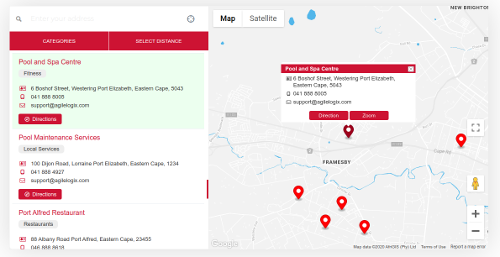 CATEGORIES
SELECT DISTANCE
Pool and Spa Centre
Fitness
6 Boshof Street, Westering Port Elizabeth, Eastern Cape, 5043
041 888 8005
support@agilelogix.com
Directions
Pool Maintenance Services
Local Services
100 Dijon Road, Lorraine Port Elizabeth, Eastern Cape, 1234
041 888 4927
support@agilelogix.com
Directions
Port Alfred Restaurant
Restaurants
88 Albany Road Port Alfred, Eastern Cape, 23455
046 888 8618
Map
Satellite
NEW BRIGHTON
Pool and Spa Centre
6 Boshof Street, Westering Port Elizabeth,
Eastern Cape, 5043
041 888 8005
support@agilelogix.com
Direction
Zoom
FRAMESBY
Google
Map data ©2020 AfriGIS (Pty) Ltd
Terms of Use
Report a map error